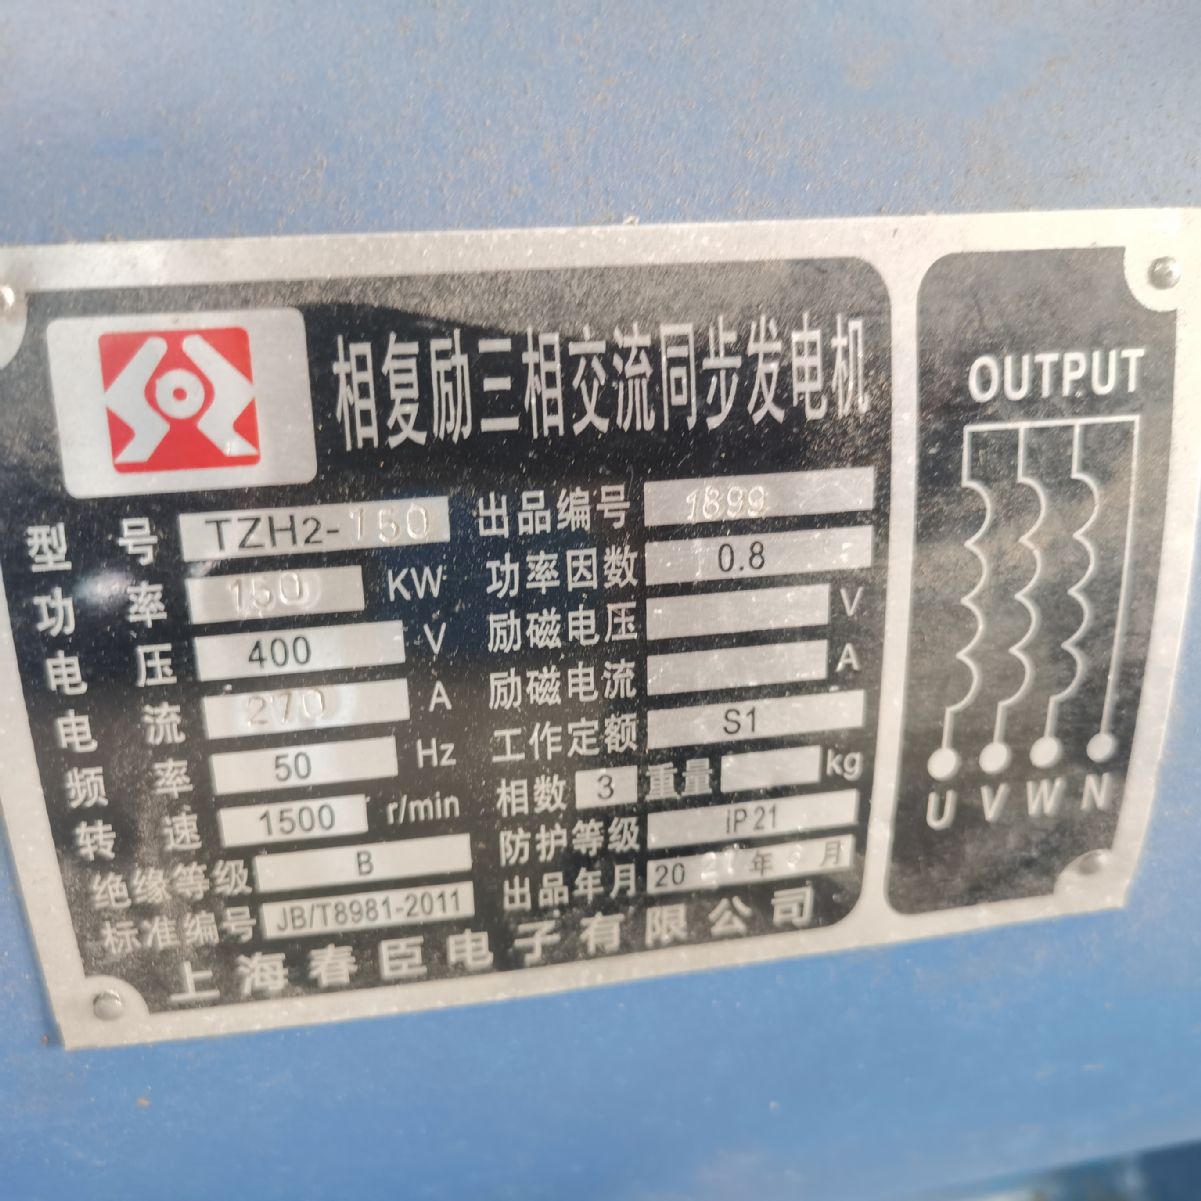 相复励三相交流同步发电机
型号 TZH2-150 出品编号 1899
功率 150 KW 功率因数 0.8
电压 400 V 励磁电压 V
电流 270 A 励磁电流 A
频率 50 Hz 工作定额 S1
转速 1500 r/min 相数 3 重量 kg
绝缘等级 B 防护等级 IP21
标准编号 JB/T8981-2011 出品年月 20 年 月
上海春臣电子有限公司
OUTPUT
U V W N